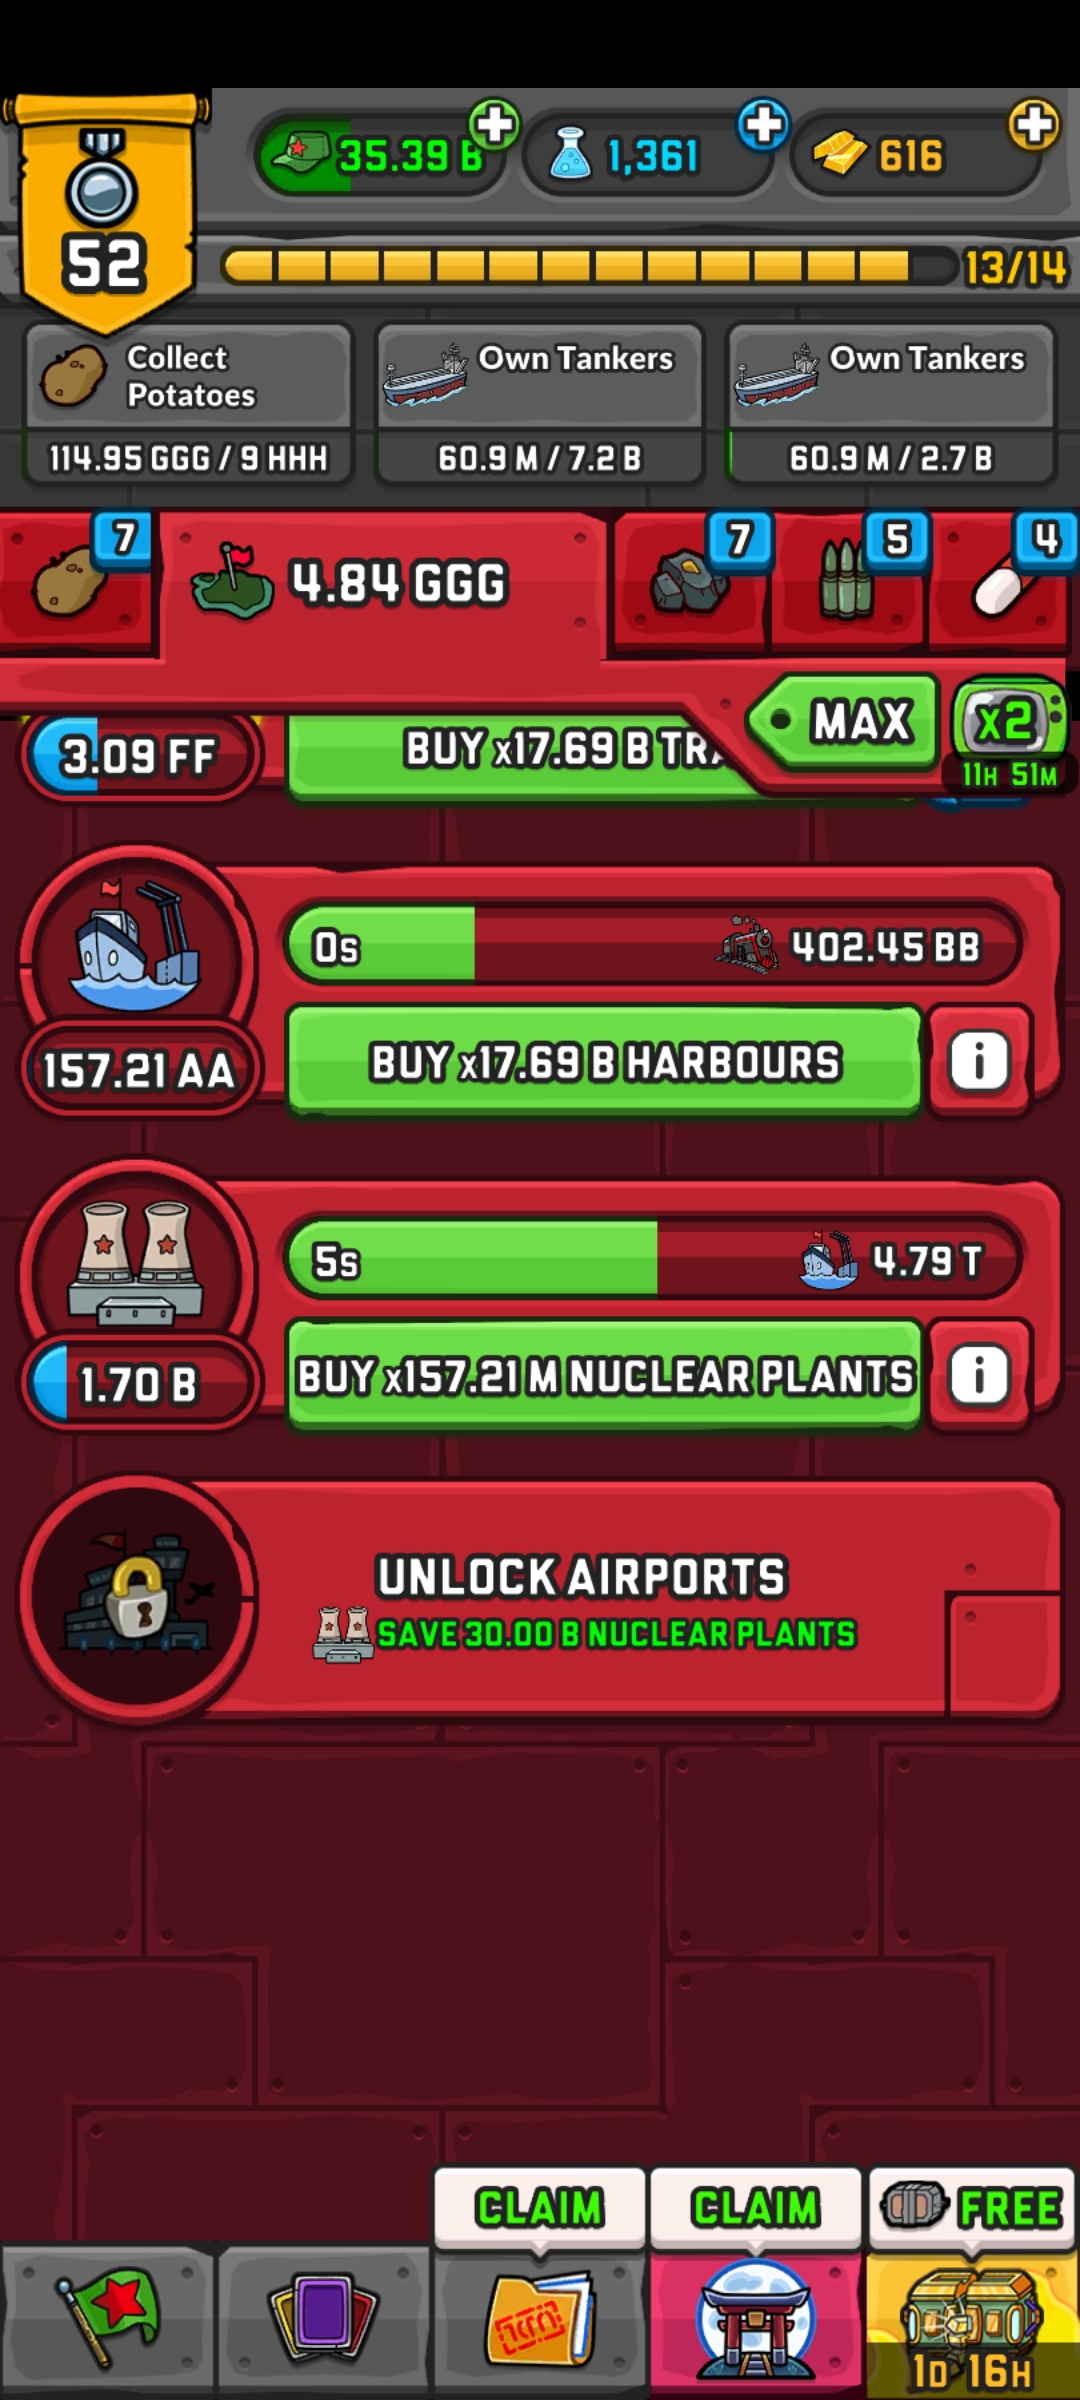 35.39 B
1,361
616
52
13/14
Collect
Potatoes
114.95 GGG / 9 HHH
Own Tankers
60.9 M / 7.2 B
Own Tankers
60.9 M / 2.7 B
7
4.84 GGG
7
5
4
MAX
x2
11H 51M
3.09 FF
BUY x17.69 B
0s
402.45 BB
157.21 AA
BUY x17.69 B HARBOURS
i
5s
4.79 T
1.70 B
BUY x157.21 M NUCLEAR PLANTS
i
UNLOCK AIRPORTS
SAVE 30.00 B NUCLEAR PLANTS
CLAIM
CLAIM
FREE
1D 16H